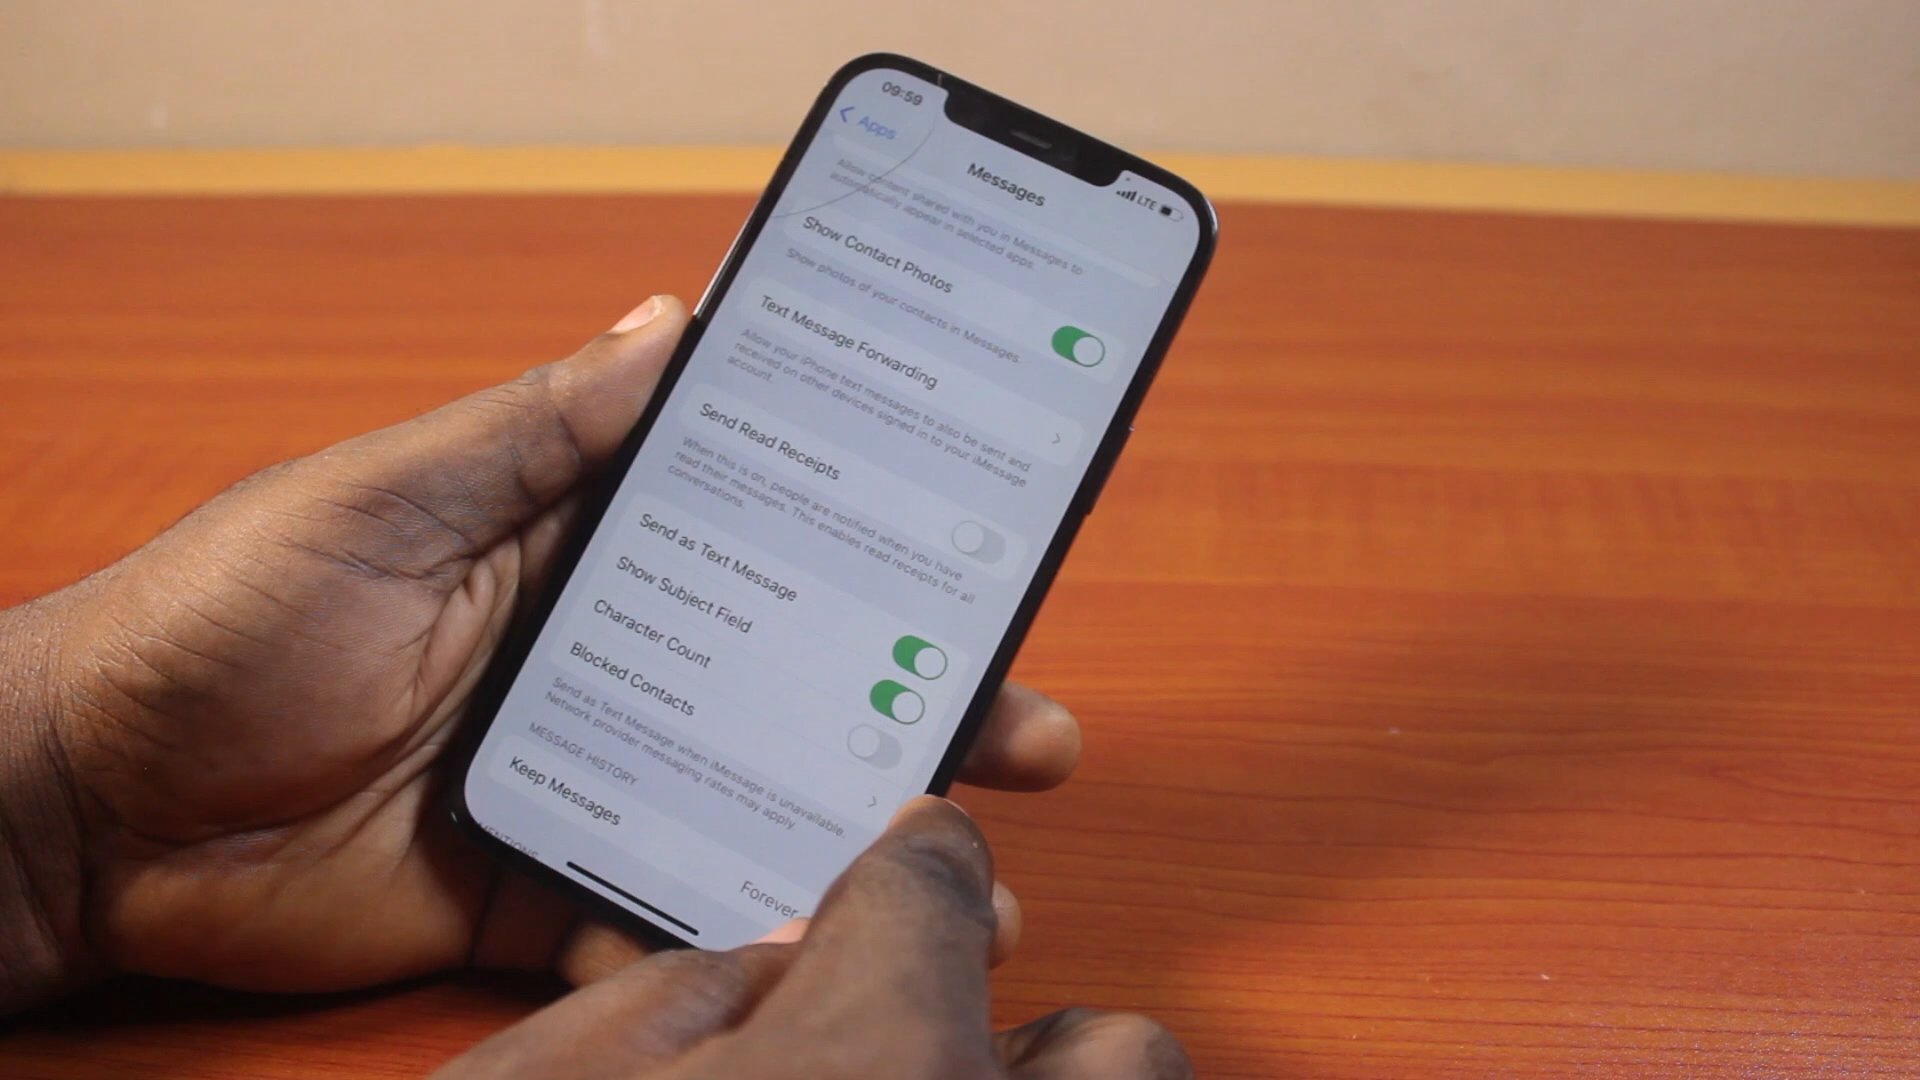 09:59
LTE
Apps
Messages
Allow content shared with you in Messages to
automatically appear in selected apps.
Show Contact Photos
Show photos of your contacts in Messages.
Text Message Forwarding
Allow your iPhone text messages to also be sent and
received on other devices signed in to your iMessage
account.
Send Read Receipts
When this is on, people are notified when you have
read their messages. This enables read receipts for all
conversations.
Send as Text Message
Show Subject Field
Character Count
Blocked Contacts
Send as Text Message when iMessage is unavailable.
Network provider messaging rates may apply.
MESSAGE HISTORY
Keep Messages
Forever
MENTIONS